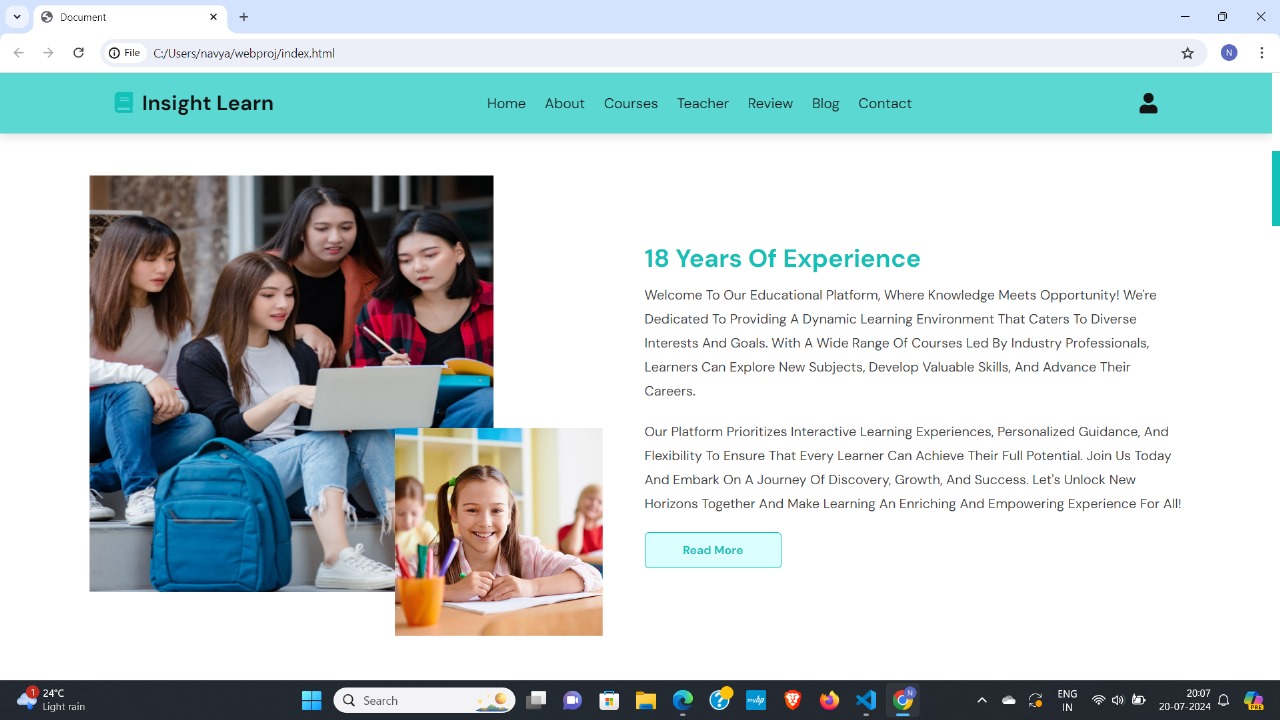 Document
File
C:/Users/navya/webproj/index.html
N
Insight Learn
Home About Courses Teacher Review Blog Contact
18 Years Of Experience
Welcome To Our Educational Platform, Where Knowledge Meets Opportunity! We're
Dedicated To Providing A Dynamic Learning Environment That Caters To Diverse
Interests And Goals. With A Wide Range Of Courses Led By Industry Professionals,
Learners Can Explore New Subjects, Develop Valuable Skills, And Advance Their
Careers.
Our Platform Prioritizes Interactive Learning Experiences, Personalized Guidance, And
Flexibility To Ensure That Every Learner Can Achieve Their Full Potential. Join Us Today
And Embark On A Journey Of Discovery, Growth, And Success. Let's Unlock New
Horizons Together And Make Learning An Enriching And Empowering Experience For All!
Read More
1
24°C
Light rain
Search
myhp
N
ENG
IN
20:07
20-07-2024
PRE